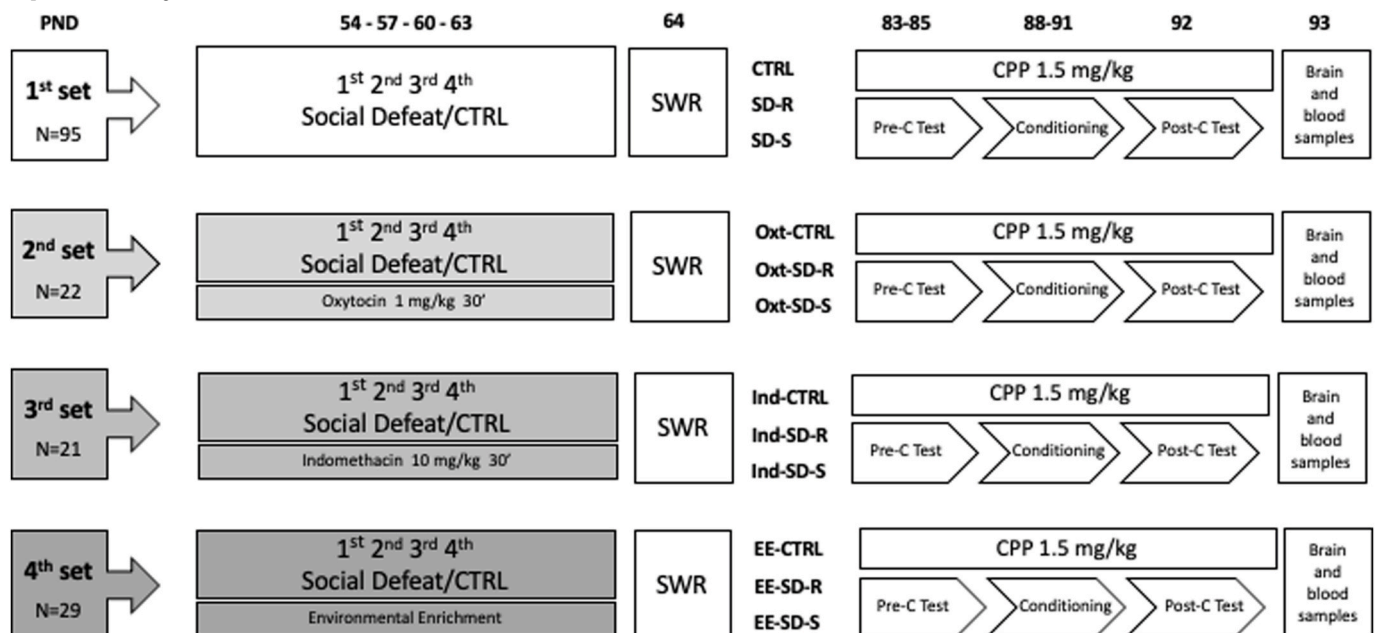 PND 54 - 57 - 60 - 63 64 83-85 88-91 92 93
1st set
N=95
1st 2nd 3rd 4th
Social Defeat/CTRL
SWR
CTRL
SD-R
SD-S
CPP 1.5 mg/kg
Pre-C Test Conditioning Post-C Test
Brain
and
blood
samples
2nd set
N=22
1st 2nd 3rd 4th
Social Defeat/CTRL
Oxytocin 1 mg/kg 30’
SWR
Oxt-CTRL
Oxt-SD-R
Oxt-SD-S
CPP 1.5 mg/kg
Pre-C Test Conditioning Post-C Test
Brain
and
blood
samples
3rd set
N=21
1st 2nd 3rd 4th
Social Defeat/CTRL
Indomethacin 10 mg/kg 30’
SWR
Ind-CTRL
Ind-SD-R
Ind-SD-S
CPP 1.5 mg/kg
Pre-C Test Conditioning Post-C Test
Brain
and
blood
samples
4th set
N=29
1st 2nd 3rd 4th
Social Defeat/CTRL
Environmental Enrichment
SWR
EE-CTRL
EE-SD-R
EE-SD-S
CPP 1.5 mg/kg
Pre-C Test Conditioning Post-C Test
Brain
and
blood
samples